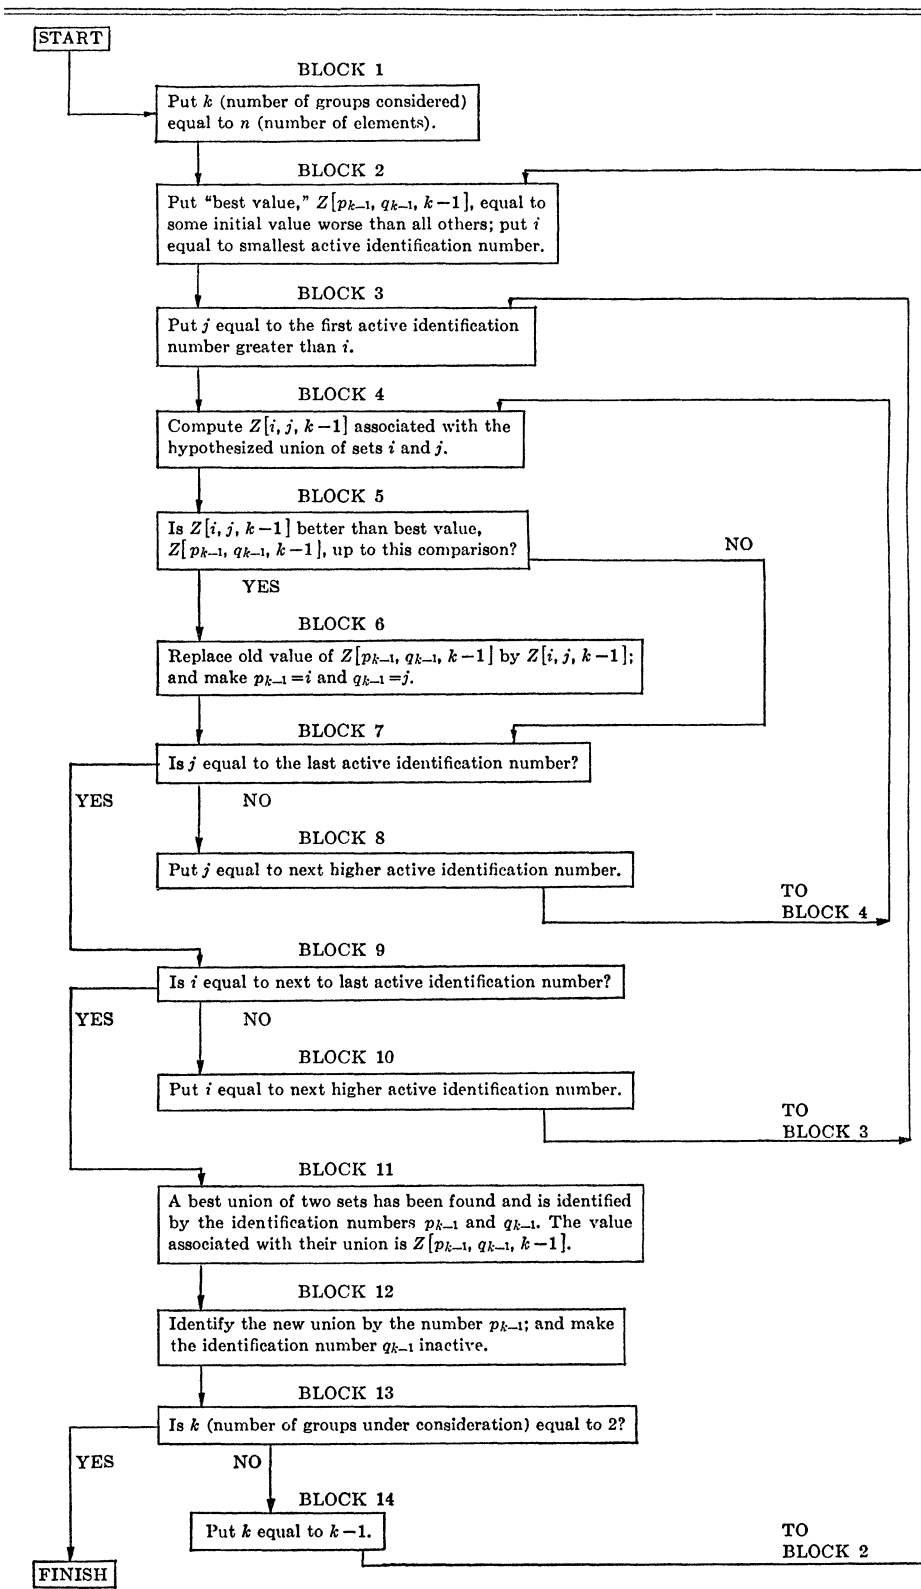 START
BLOCK 1
Put k (number of groups considered)
equal to n (number of elements).
BLOCK 2
Put "best value," Z[pₖ₋₁, qₖ₋₁, k−1], equal to
some initial value worse than all others; put i
equal to smallest active identification number.
BLOCK 3
Put j equal to the first active identification
number greater than i.
BLOCK 4
Compute Z[i, j, k−1] associated with the
hypothesized union of sets i and j.
BLOCK 5
Is Z[i, j, k−1] better than best value,
Z[pₖ₋₁, qₖ₋₁, k−1], up to this comparison?
NO
YES
BLOCK 6
Replace old value of Z[pₖ₋₁, qₖ₋₁, k−1] by Z[i, j, k−1];
and make pₖ₋₁=i and qₖ₋₁=j.
BLOCK 7
Is j equal to the last active identification number?
YES
NO
BLOCK 8
Put j equal to next higher active identification number.
TO
BLOCK 4
BLOCK 9
Is i equal to next to last active identification number?
YES
NO
BLOCK 10
Put i equal to next higher active identification number.
TO
BLOCK 3
BLOCK 11
A best union of two sets has been found and is identified
by the identification numbers pₖ₋₁ and qₖ₋₁. The value
associated with their union is Z[pₖ₋₁, qₖ₋₁, k−1].
BLOCK 12
Identify the new union by the number pₖ₋₁; and make
the identification number qₖ₋₁ inactive.
BLOCK 13
Is k (number of groups under consideration) equal to 2?
YES
NO
BLOCK 14
Put k equal to k−1.
TO
BLOCK 2
FINISH